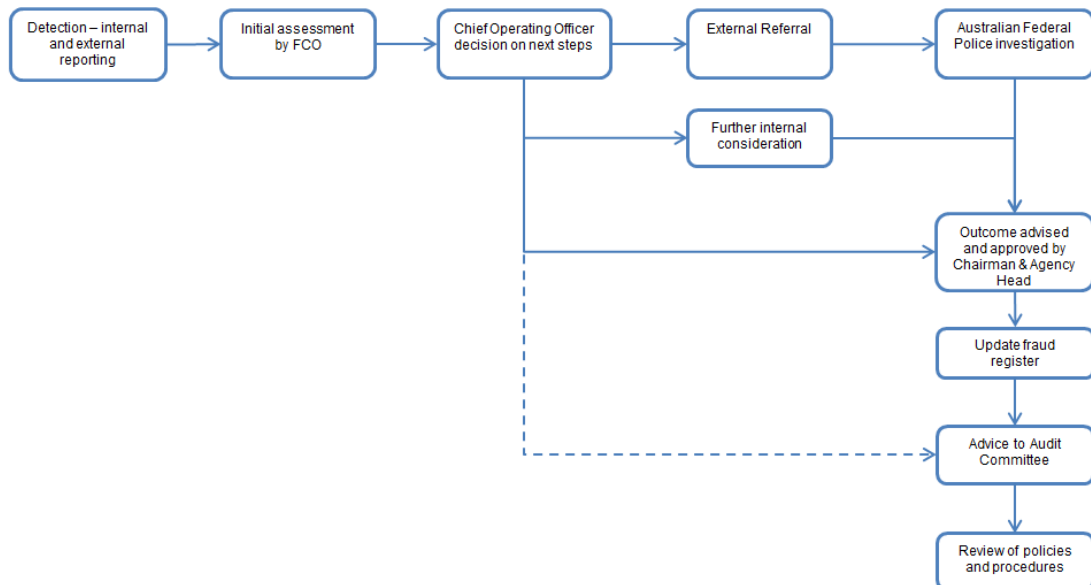 Detection – internal
and external
reporting
Initial assessment
by FCO
Chief Operating Officer
decision on next steps
External Referral
Australian Federal
Police investigation
Further internal
consideration
Outcome advised
and approved by
Chairman & Agency
Head
Update fraud
register
Advice to Audit
Committee
Review of policies
and procedures